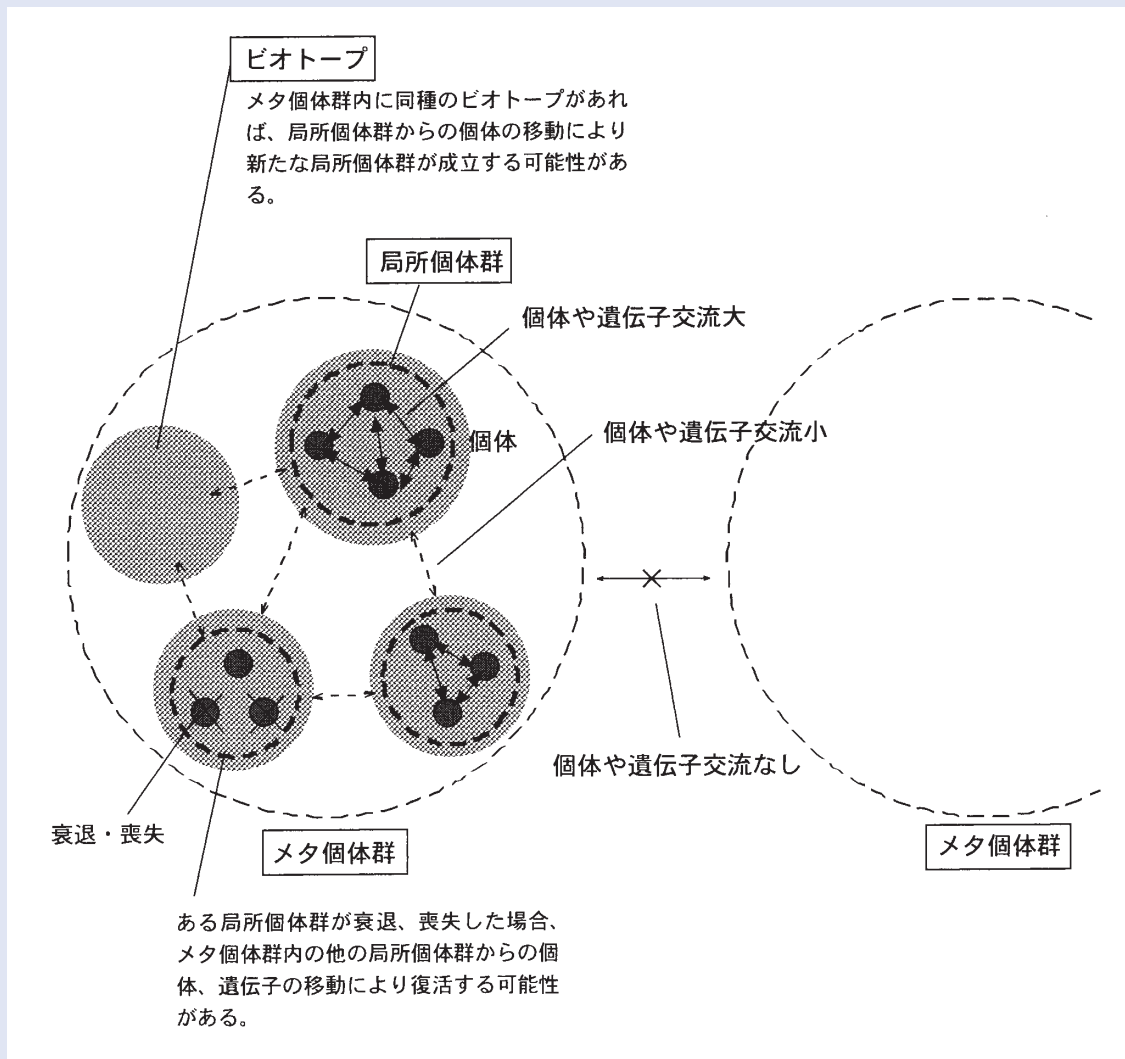 ビオトープ
メタ個体群内に同種のビオトープがあれ
ば、局所個体群からの個体の移動により
新たな局所個体群が成立する可能性があ
る。
局所個体群
個体や遺伝子交流大
個体や遺伝子交流小
個体
個体や遺伝子交流なし
衰退・喪失
メタ個体群
メタ個体群
ある局所個体群が衰退、喪失した場合、
メタ個体群内の他の局所個体群からの個
体、遺伝子の移動により復活する可能性
がある。